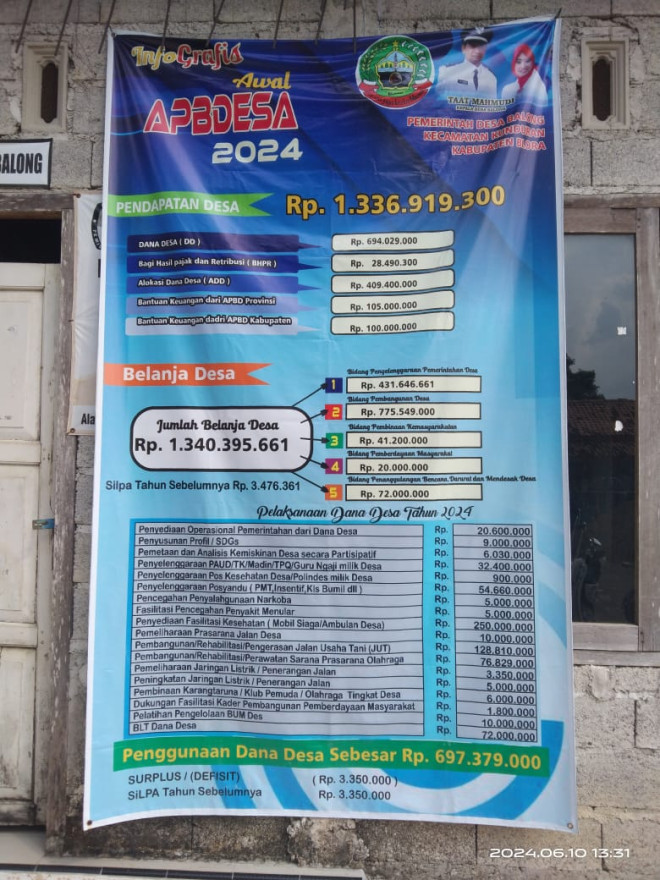 InfoGrafis
Awal
APBDESA
2024
TAAT MAHMUDI
PEMERINTAH DESA BALONG
KECAMATAN KUNDURAN
KABUPATEN BLORA
BALONG
PENDAPATAN DESA Rp. 1.336.919.300
DANA DESA ( DD ) Rp. 694.029.000
Bagi Hasil pajak dan Retribusi ( BHPR ) Rp. 28.490.300
Alokasi Dana Desa ( ADD ) Rp. 409.400.000
Bantuan Keuangan dari APBD Provinsi Rp. 105.000.000
Bantuan Keuangan dadri APBD Kabupaten Rp. 100.000.000
Belanja Desa
Jumlah Belanja Desa
Rp. 1.340.395.661
Silpa Tahun Sebelumnya Rp. 3.476.361
Bidang Penyelenggaraan Pemerintahan Desa
1 Rp. 431.646.661
Bidang Pembangunan Desa
2 Rp. 775.549.000
Bidang Pembinaan Kemasyarakatan
3 Rp. 41.200.000
Bidang Pemberdayaan Masyarakat
4 Rp. 20.000.000
Bidang Penanggulangan Bencana, Darurat dan Mendesak Desa
5 Rp. 72.000.000
Pelaksanaan Dana Desa Tahun 2024
Penyediaan Operasional Pemerintah dari Dana Desa Rp. 20.600.000
Penyusunan Profil / SDGs Rp. 9.000.000
Pemetaan dan Analisis Kemiskinan Desa secara Partisipatif Rp. 6.030.000
Penyelenggaraan PAUD/TK/Madin/TPQ/Guru Ngaji milik Desa Rp. 32.400.000
Penyelenggaraan Pos Kesehatan Desa/Polindes milik Desa Rp. 900.000
Penyelenggaraan Posyandu ( PMT,Insentif,Kls Bumil dll ) Rp. 54.660.000
Pencegahan Penyalahgunaan Narkoba Rp. 5.000.000
Fasilitasi Pencegahan Penyakit Menular Rp. 5.000.000
Penyediaan Fasilitasi Kesehatan ( Mobil Siaga/Ambulan Desa) Rp. 250.000.000
Pemeliharaan Prasarana Jalan Desa Rp. 10.000.000
Pembangunan/Rehabilitasi/Pengerasan Jalan Usaha Tani (JUT) Rp. 128.810.000
Pembangunan/Rehabilitasi/Perawatan Sarana Prasarana Olahraga Rp. 76.829.000
Pemeliharaan Jaringan Listrik / Penerangan Jalan Rp. 3.350.000
Peningkatan Jaringan Listrik / Penerangan Jalan Rp. 5.000.000
Pembinaan Karangtaruna / Klub Pemuda / Olahraga Tingkat Desa Rp. 6.000.000
Dukungan Fasilitasi Kader Pembangunan Pemberdayaan Masyarakat Rp. 1.800.000
Pelatihan Pengelolaan BUM Des Rp. 10.000.000
BLT Dana Desa Rp. 72.000.000
Penggunaan Dana Desa Sebesar Rp. 697.379.000
SURPLUS / (DEFISIT) ( Rp. 3.350.000 )
SiLPA Tahun Sebelumnya Rp. 3.350.000
2024.06.10 13:31